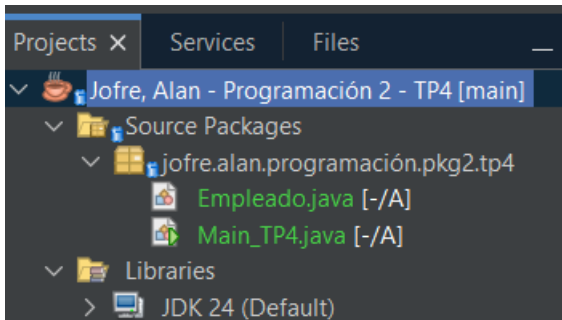 Projects Services Files
Jofre, Alan - Programación 2 - TP4 [main]
Source Packages
jofre.alan.programación.pkg2.tp4
Empleado.java [-/A]
Main_TP4.java [-/A]
Libraries
JDK 24 (Default)